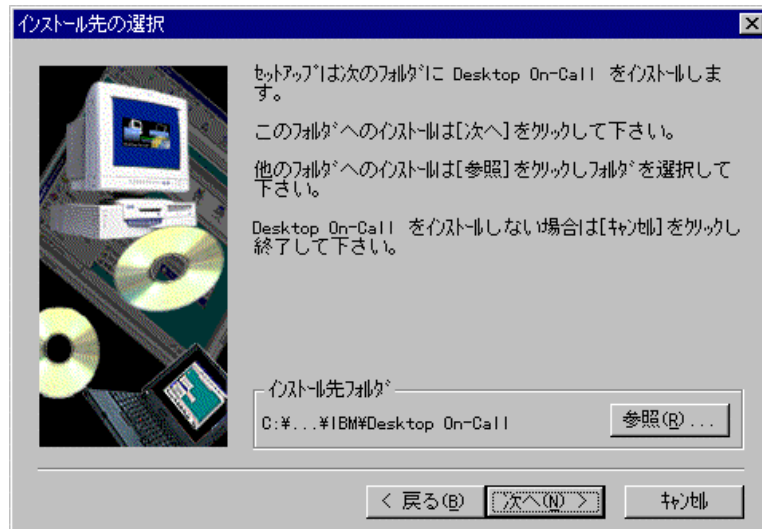 インストール先の選択
ｾｯﾄｱｯﾌﾟは次のﾌｫﾙﾀﾞに Desktop On-Call をｲﾝｽﾄｰﾙしま
す。
このﾌｫﾙﾀﾞへのｲﾝｽﾄｰﾙは[次へ]をｸﾘｯｸして下さい。
他のﾌｫﾙﾀﾞへのｲﾝｽﾄｰﾙは[参照]をｸﾘｯｸしﾌｫﾙﾀﾞを選択して
下さい。
Desktop On-Call をｲﾝｽﾄｰﾙしない場合は[ｷｬﾝｾﾙ]をｸﾘｯｸし
終了して下さい。
ｲﾝｽﾄｰﾙ先ﾌｫﾙﾀﾞ
C:¥...¥IBM¥Desktop On-Call
参照(R)...
< 戻る(B)
次へ(N) >
ｷｬﾝｾﾙ